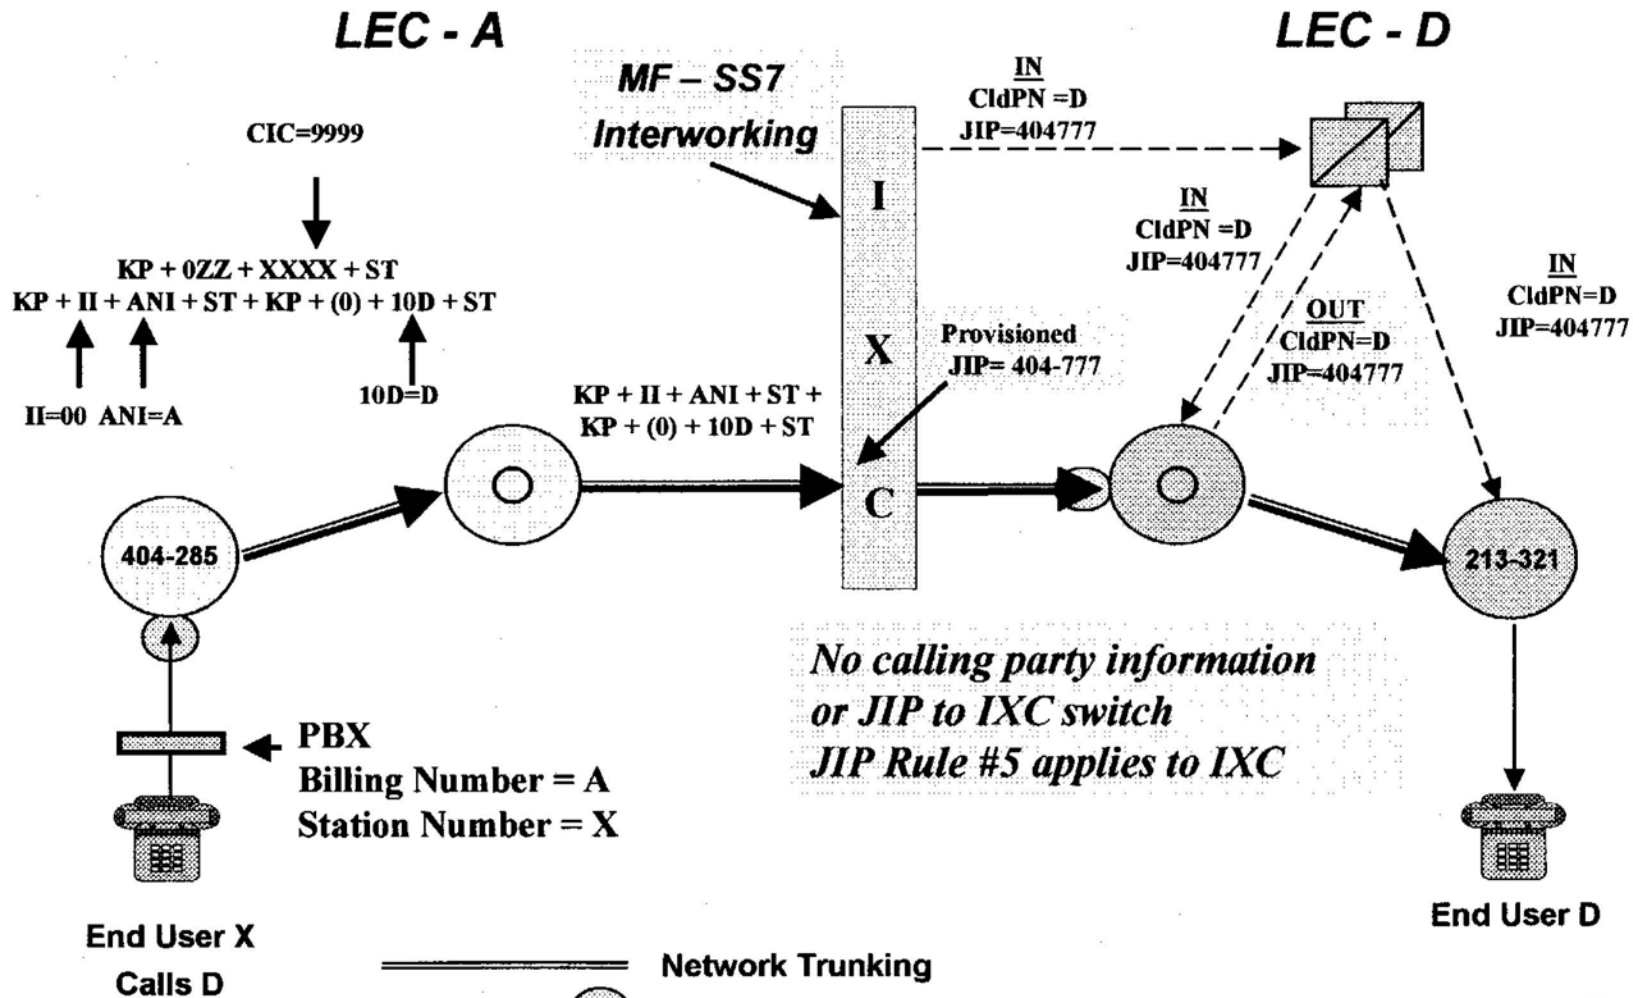 LEC - A
LEC - D
MF – SS7
Interworking
IN
CldPN =D
JIP=404777
CIC=9999
KP + 0ZZ + XXXX + ST
KP + II + ANI + ST + KP + (0) + 10D + ST
II=00 ANI=A
10D=D
KP + II + ANI + ST +
KP + (0) + 10D + ST
I
X
C
Provisioned
JIP= 404-777
IN
CldPN =D
JIP=404777
OUT
CldPN=D
JIP=404777
IN
CldPN=D
JIP=404777
404-285
213-321
No calling party information
or JIP to IXC switch
JIP Rule #5 applies to IXC
PBX
Billing Number = A
Station Number = X
End User X
Calls D
End User D
Network Trunking